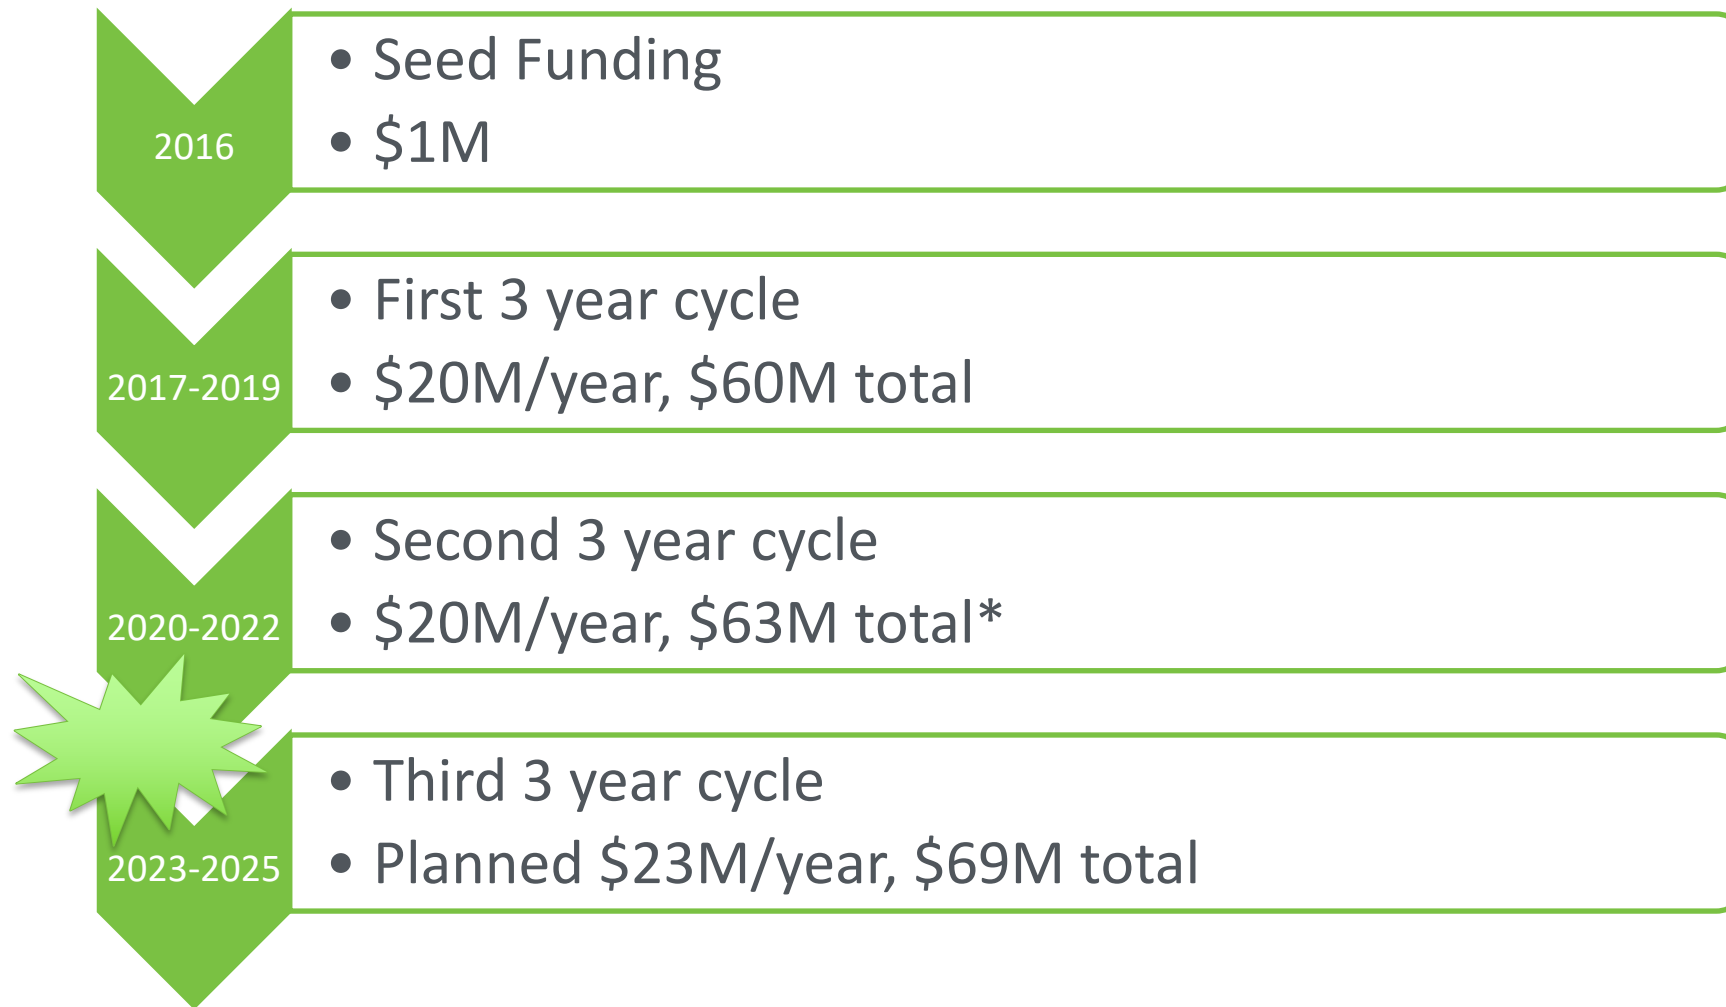 2016
• Seed Funding
• $1M
2017-2019
• First 3 year cycle
• $20M/year, $60M total
2020-2022
• Second 3 year cycle
• $20M/year, $63M total*
2023-2025
• Third 3 year cycle
• Planned $23M/year, $69M total